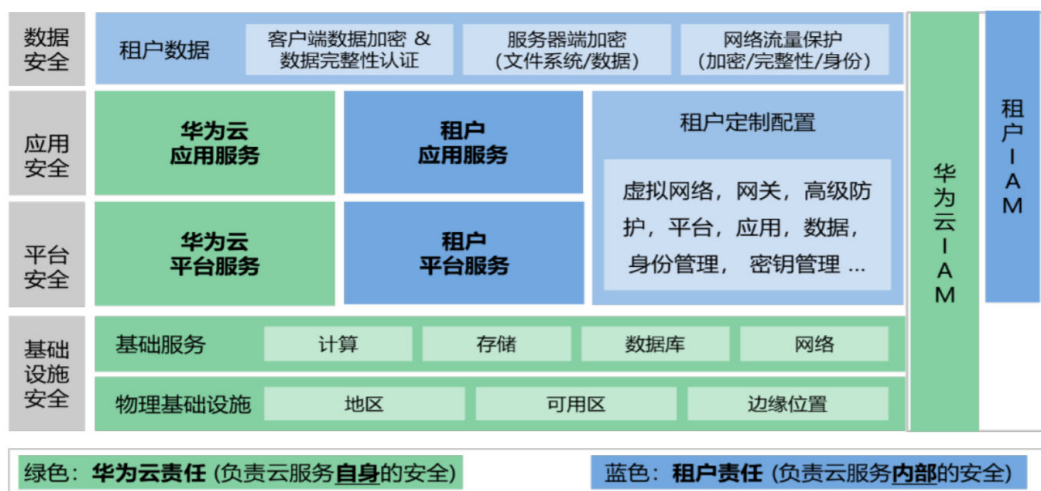 数据
安全
租户数据
客户端数据加密 &
数据完整性认证
服务器端加密
(文件系统/数据)
网络流量保护
(加密/完整性/身份)
应用
安全
华为云
应用服务
租户
应用服务
租户定制配置
虚拟网络，网关，高级防
护，平台，应用，数据，
身份管理， 密钥管理 ...
平台
安全
华为云
平台服务
租户
平台服务
基础
设施
安全
基础服务
计算
存储
数据库
网络
物理基础设施
地区
可用区
边缘位置
华
为
云
I
A
M
租
户
I
A
M
绿色：华为云责任 (负责云服务自身的安全)
蓝色：租户责任 (负责云服务内部的安全)